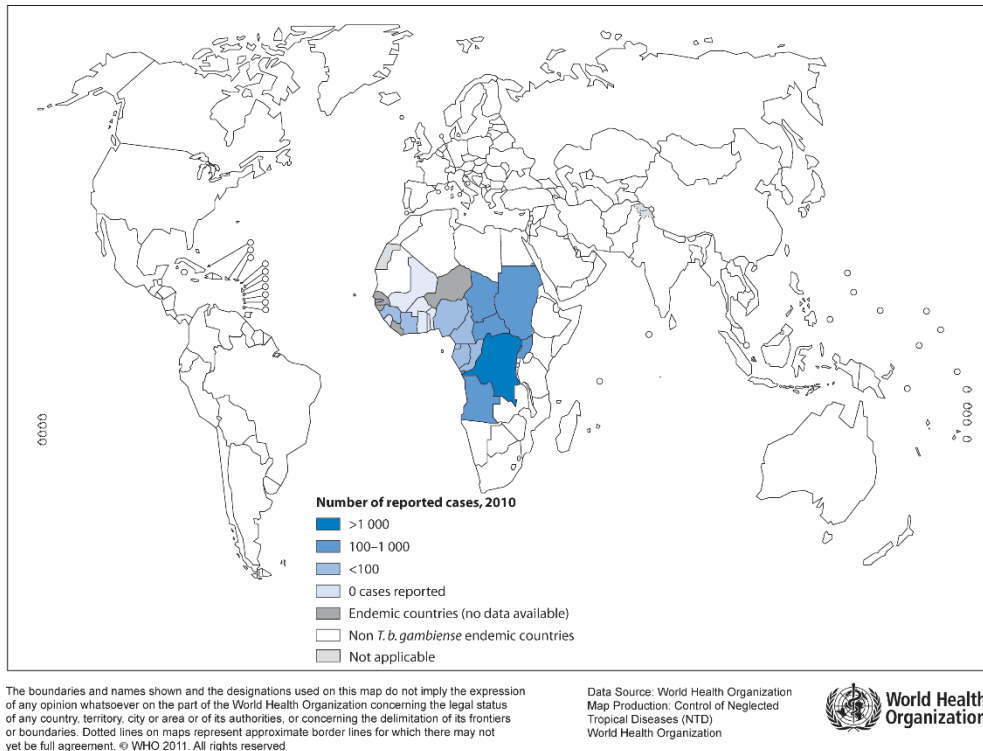 Number of reported cases, 2010
>1 000
100–1 000
<100
0 cases reported
Endemic countries (no data available)
Non T. b. gambiense endemic countries
Not applicable
The boundaries and names shown and the designations used on this map do not imply the expression
of any opinion whatsoever on the part of the World Health Organization concerning the legal status
of any country, territory, city or area or of its authorities, or concerning the delimitation of its frontiers
or boundaries. Dotted lines on maps represent approximate border lines for which there may not
yet be full agreement. © WHO 2011. All rights reserved
Data Source: World Health Organization
Map Production: Control of Neglected
Tropical Diseases (NTD)
World Health Organization
World Health
Organization